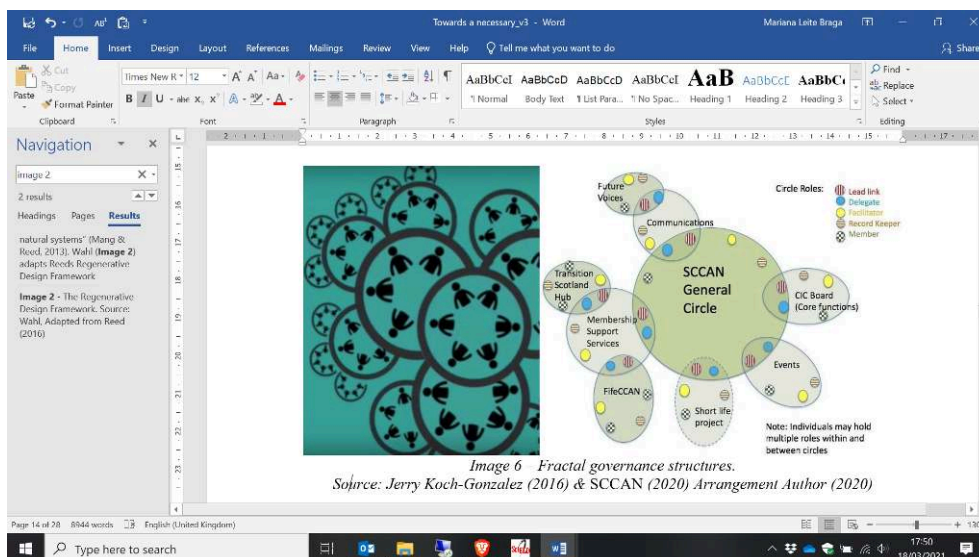 Towards a necessary_v3 - Word
Mariana Leite Braga
File Home Insert Design Layout References Mailings Review View Help Tell me what you want to do
Share
Cut
Copy
Format Painter
Paste
Clipboard
Times New R 12
Font
Paragraph
AaBbCcI AaBbCcD AaBbCcD AaBbCcI AaB AaBbCcE AaBbC
¶ Normal Body Text ¶ List Para... ¶ No Spac... Heading 1 Heading 2 Heading 3
Styles
Find
Replace
Select
Editing
Navigation
image 2
2 results
Headings Pages Results
natural systems" (Mang &
Reed, 2013). Wahl (Image 2)
adapts Reeds Regenerative
Design Framework
Image 2 - The Regenerative
Design Framework. Source:
Wahl, Adapted from Reed
(2016)
Future
Voices
Communications
Circle Roles:
Lead link
Delegate
Facilitator
Record Keeper
Member
SCCAN
General
Circle
Transition
Scotland
Hub
Membership
Support
Services
CiC Board
(Core functions)
Events
FifeCCAN
Short life
project
Note: Individuals may hold
multiple roles within and
between circles
Image 6 – Fractal governance structures.
Source: Jerry Koch-Gonzalez (2016) & SCCAN (2020) Arrangement Author (2020)
Page 14 of 28 8944 words English (United Kingdom)
Type here to search
17:50
18/03/2021